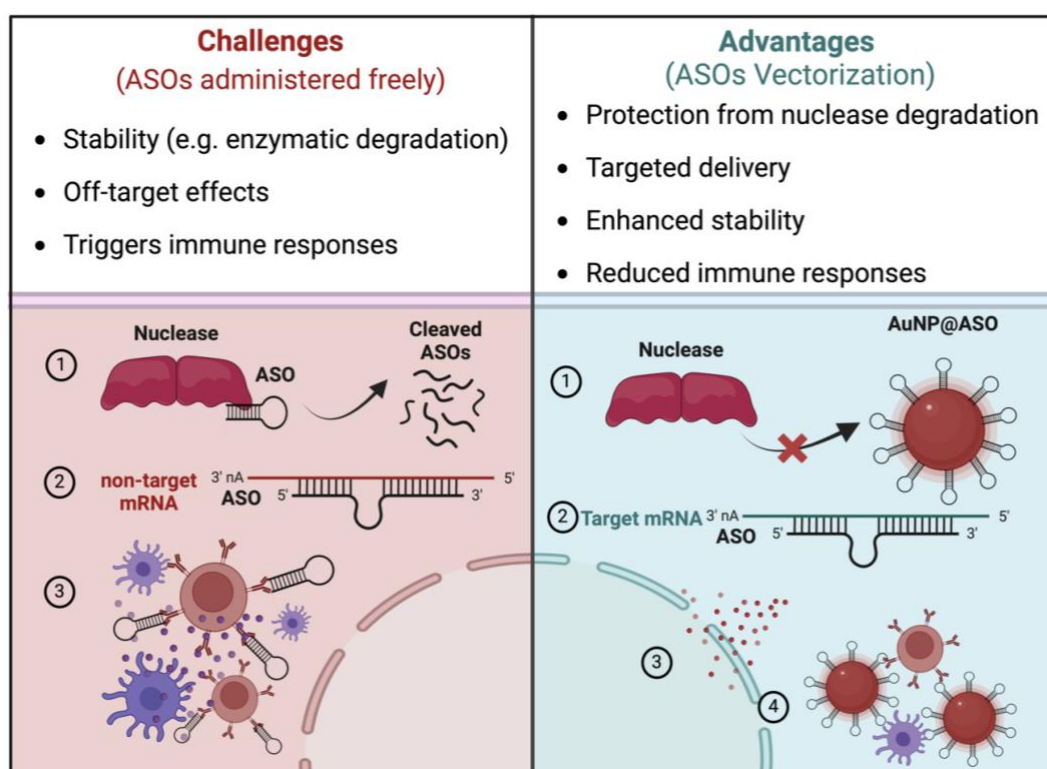 Challenges
(ASOs administered freely)
• Stability (e.g. enzymatic degradation)
• Off-target effects
• Triggers immune responses
1
Nuclease
ASO
Cleaved
ASOs
2
non-target
mRNA
3' nA
5'
ASO
5'
3'
3
Advantages
(ASOs Vectorization)
• Protection from nuclease degradation
• Targeted delivery
• Enhanced stability
• Reduced immune responses
1
Nuclease
AuNP@ASO
2
Target mRNA
3' nA
5'
ASO
5'
3'
3
4